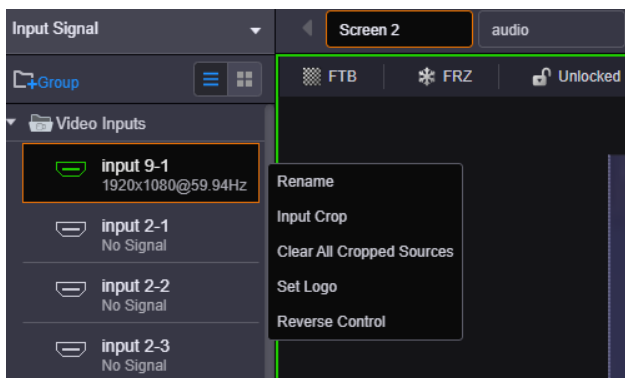 Input Signal
Screen 2
audio
Group
FTB
FRZ
Unlocked
Video Inputs
input 9-1
1920x1080@59.94Hz
input 2-1
No Signal
input 2-2
No Signal
input 2-3
No Signal
Rename
Input Crop
Clear All Cropped Sources
Set Logo
Reverse Control